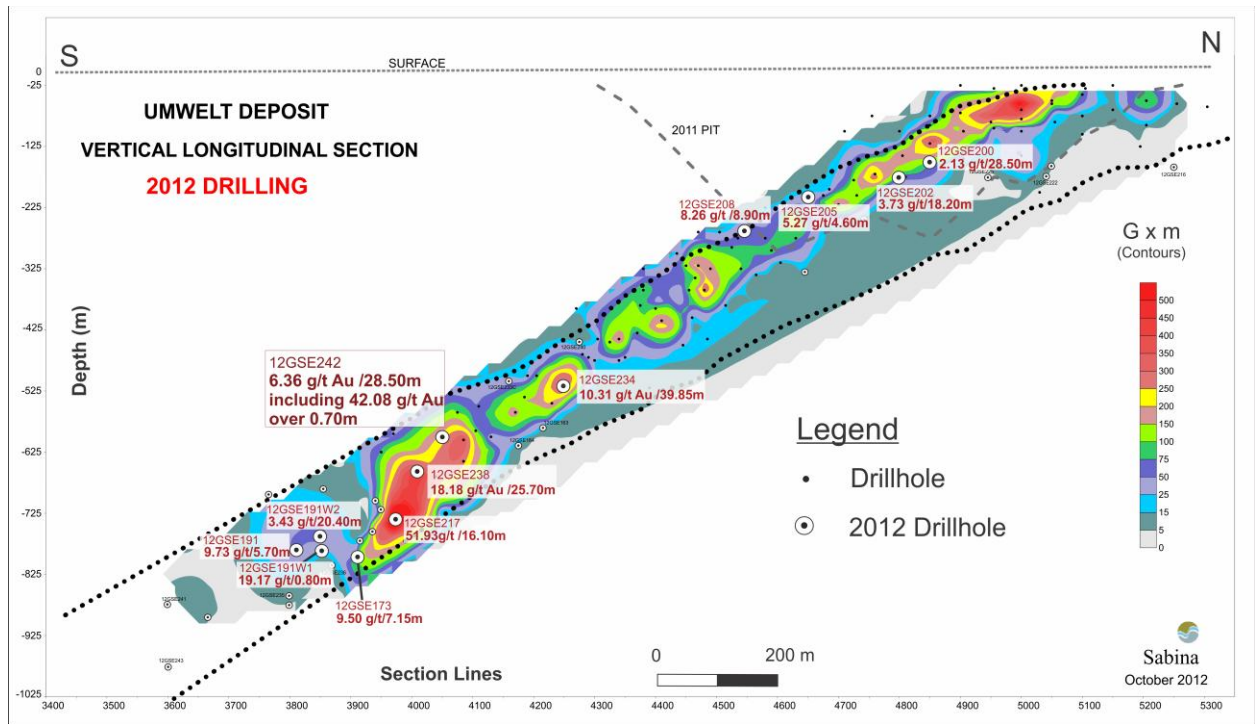 S
N
SURFACE
UMWELT DEPOSIT
VERTICAL LONGITUDINAL SECTION
2012 DRILLING
2011 PIT
0
-25
-125
-225
-325
-425
-525
-625
-725
-825
-925
-1025
Depth (m)
12GSE200
2.13 g/t/28.50m
12GSE216
12GSE222
12GSE202
3.73 g/t/18.20m
12GSE208
8.26 g/t /8.90m
12GSE205
5.27 g/t/4.60m
12GSE242
6.36 g/t Au /28.50m
including 42.08 g/t Au
over 0.70m
12GSE234
10.31 g/t Au /39.85m
12GSE238
18.18 g/t Au /25.70m
12GSE217
51.93g/t /16.10m
12GSE191W2
3.43 g/t/20.40m
12GSE191
9.73 g/t/5.70m
12GSE191W1
19.17 g/t/0.80m
12GSE173
9.50 g/t/7.15m
12GSE241
12GSE243
G x m
(Contours)
500
450
400
350
300
250
200
150
100
75
50
25
15
5
0
Legend
Drillhole
2012 Drillhole
0 200 m
Section Lines
Sabina
October 2012
3400 3500 3600 3700 3800 3900 4000 4100 4200 4300 4400 4500 4600 4700 4800 4900 5000 5100 5200 5300